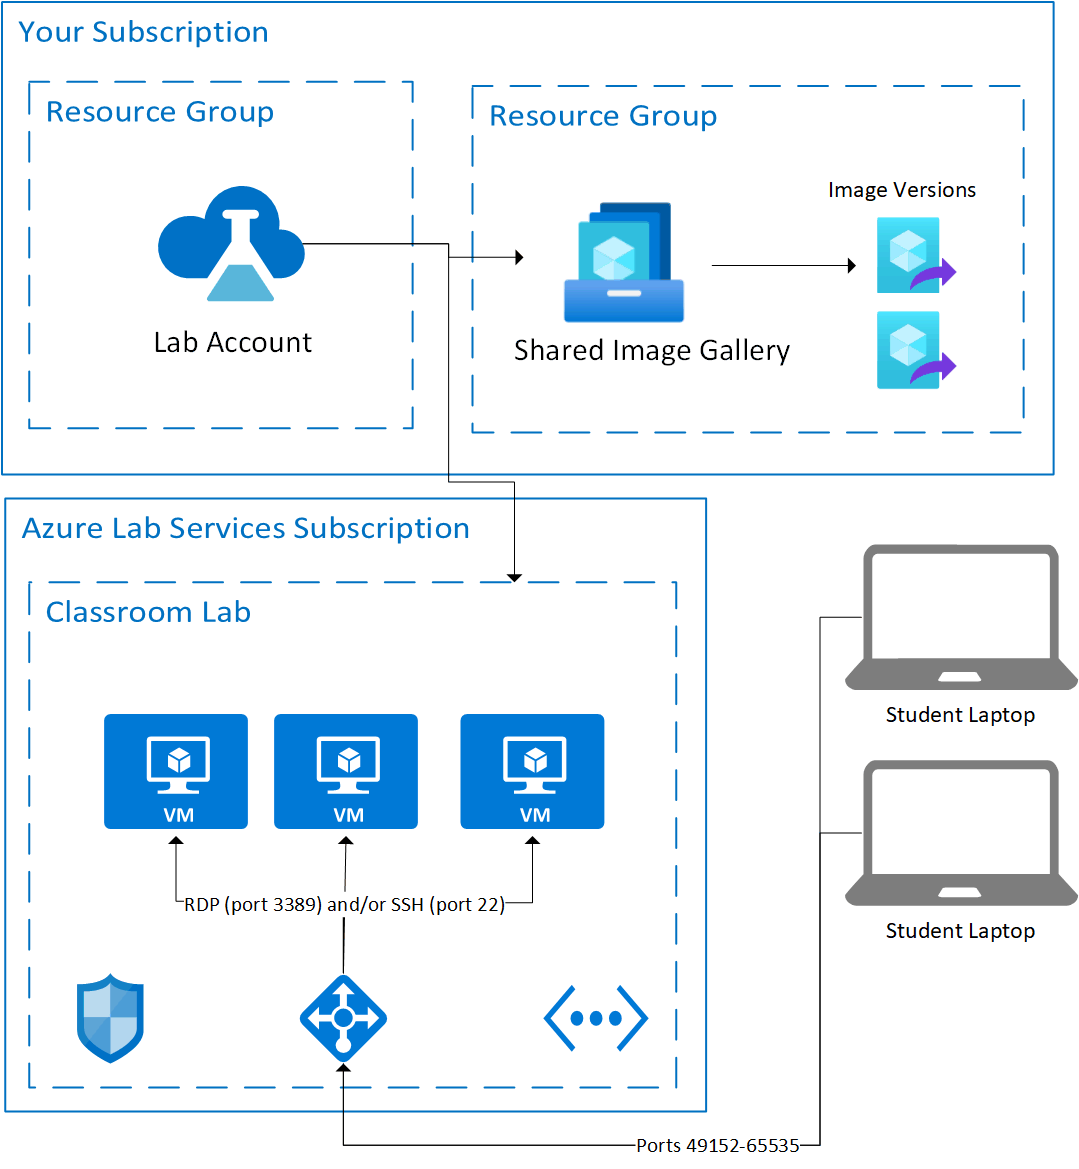 Your Subscription
Resource Group
Lab Account
Resource Group
Image Versions
Shared Image Gallery
Azure Lab Services Subscription
Classroom Lab
VM
VM
VM
RDP (port 3389) and/or SSH (port 22)
Student Laptop
Student Laptop
Ports 49152-65535